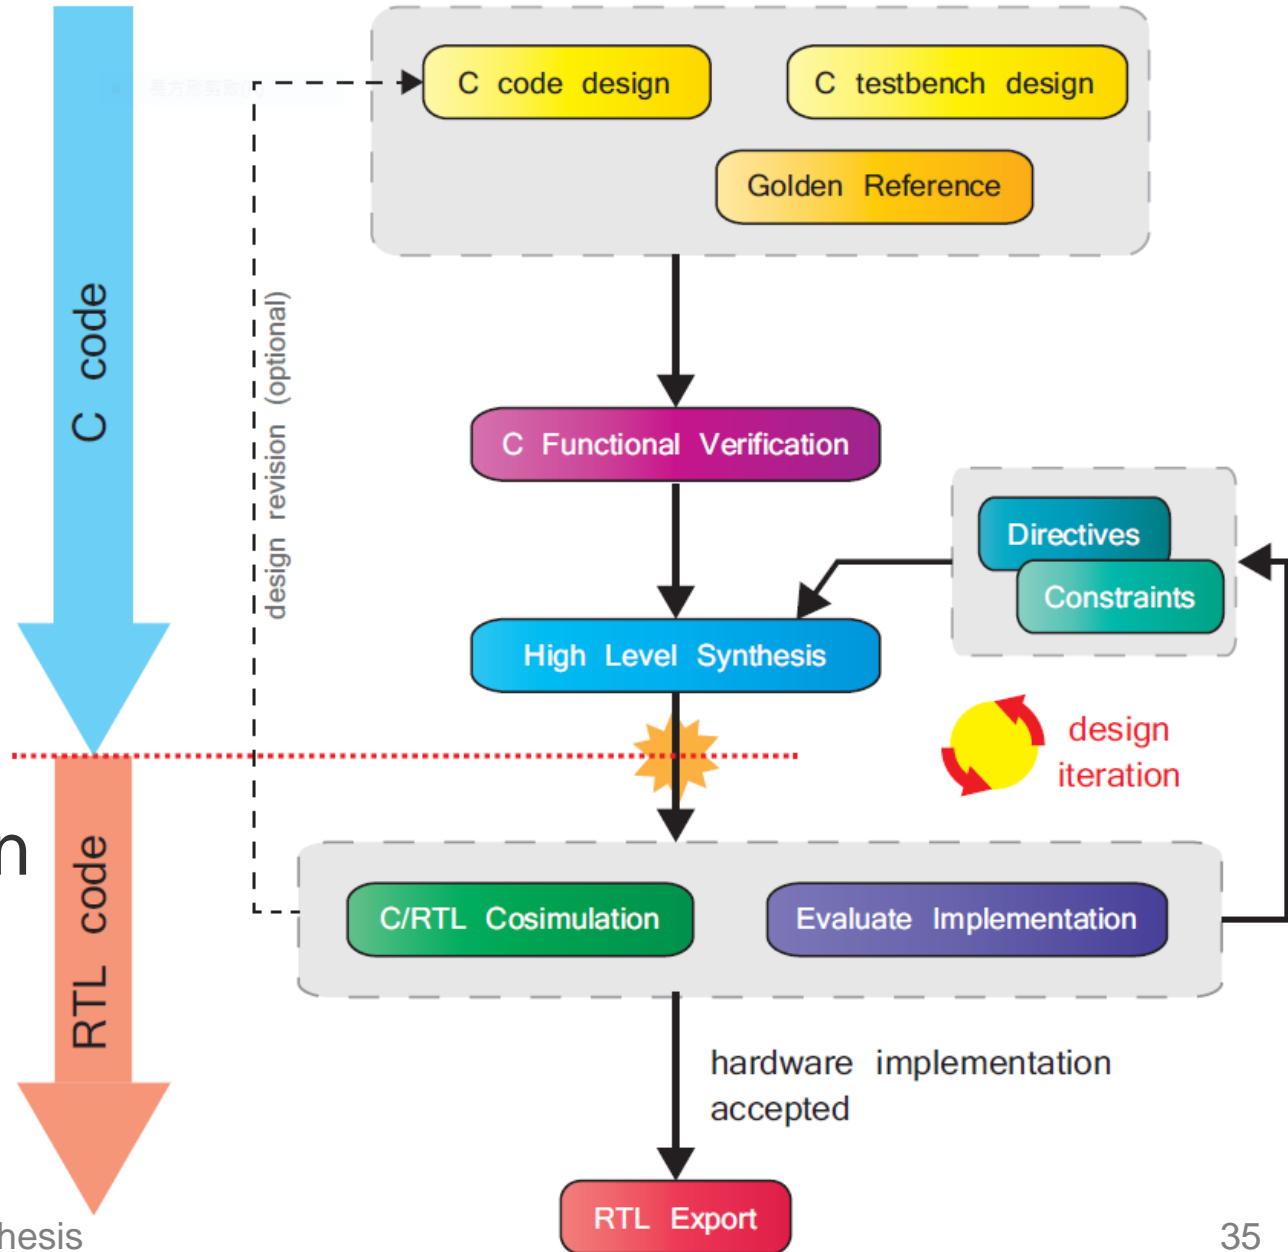 C code design
C testbench design
Golden Reference
C code
design revision (optional)
C Functional Verification
Directives
Constraints
High Level Synthesis
design
iteration
n
RTL code
C/RTL Cosimulation
Evaluate Implementation
hardware implementation
accepted
RTL Export
hesis
35